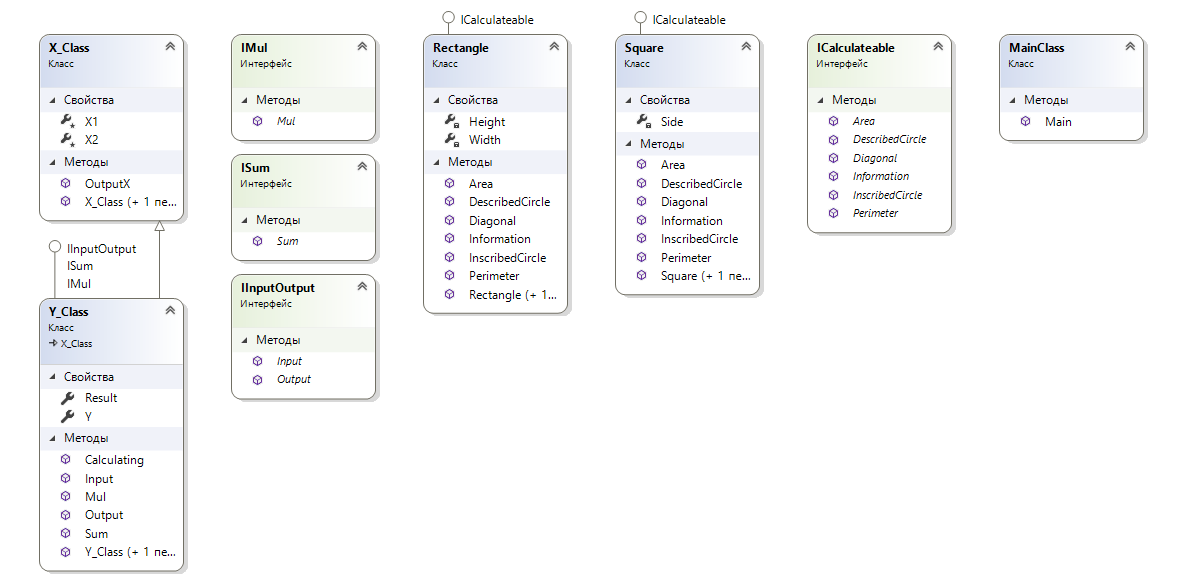 X_Class
Класс
Свойства
X1
X2
Методы
OutputX
X_Class (+ 1 пе...
IInputOutput
ISum
IMul
Y_Class
Класс
X_Class
Свойства
Result
Y
Методы
Calculating
Input
Mul
Output
Sum
Y_Class (+ 1 пе...
IMul
Интерфейс
Методы
Mul
ISum
Интерфейс
Методы
Sum
IInputOutput
Интерфейс
Методы
Input
Output
ICalculateable
Rectangle
Класс
Свойства
Height
Width
Методы
Area
DescribedCircle
Diagonal
Information
InscribedCircle
Perimeter
Rectangle (+ 1...
ICalculateable
Square
Класс
Свойства
Side
Методы
Area
DescribedCircle
Diagonal
Information
InscribedCircle
Perimeter
Square (+ 1 пе...
ICalculateable
Интерфейс
Методы
Area
DescribedCircle
Diagonal
Information
InscribedCircle
Perimeter
MainClass
Класс
Методы
Main